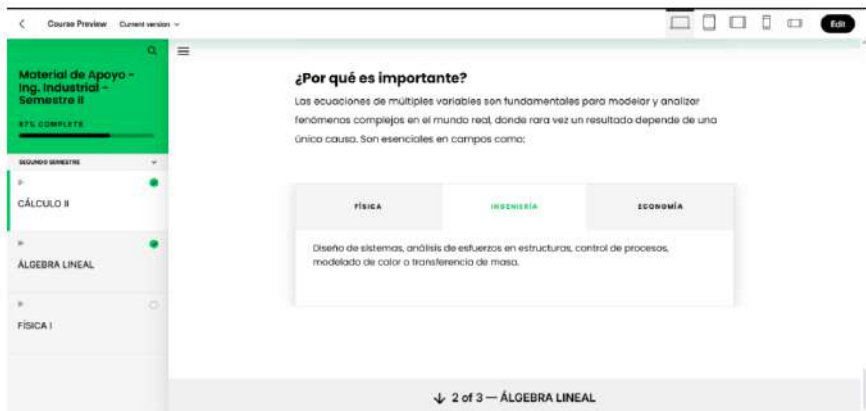 Course Preview Current version
Edit
Material de Apoyo -
Ing. Industrial -
Semestre II
67% COMPLETE
SEGUNDO SEMESTRE
CÁLCULO II
ÁLGEBRA LINEAL
FÍSICA I
¿Por qué es importante?
Las ecuaciones de múltiples variables son fundamentales para modelar y analizar
fenómenos complejos en el mundo real, donde rara vez un resultado depende de una
única causa. Son esenciales en campos como:
FÍSICA
INGENIERÍA
ECONOMÍA
Diseño de sistemas, análisis de esfuerzos en estructuras, control de procesos,
modelado de calor o transferencia de masa.
2 of 3 — ÁLGEBRA LINEAL